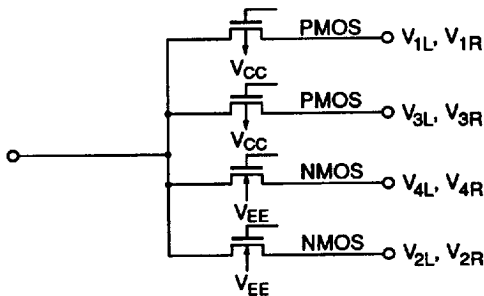 PMOS V1L, V1R
VCC
PMOS V3L, V3R
VCC
NMOS V4L, V4R
VEE
NMOS V2L, V2R
VEE